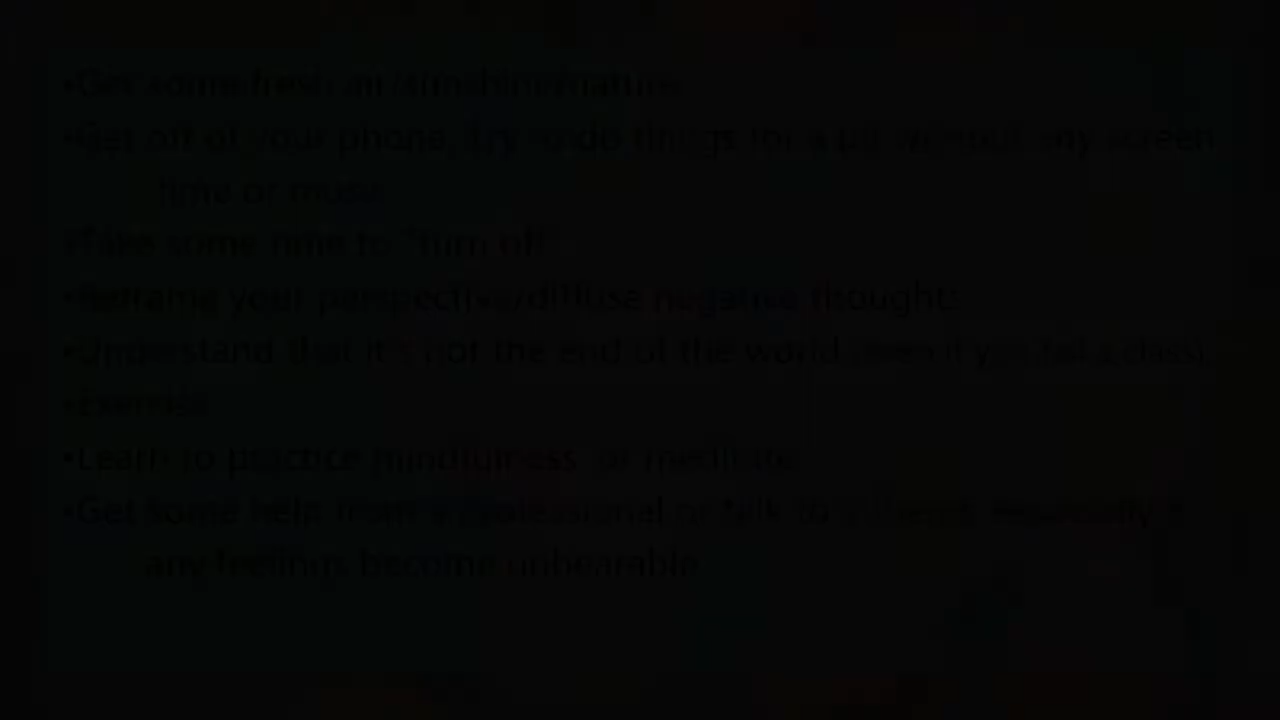 •Get some fresh air/sunshine/nature
•Get off of your phone. Try to do things for a bit without any screen
time or music
•Take some time to "turn off"
•Reframe your perspective/diffuse negative thoughts
•Understand that it's not the end of the world (even if you fail a class).
•Exercise
•Learn to practice mindfulness or meditate
•Get some help from a professional or talk to a friend, especially if
any feelings become unbearable